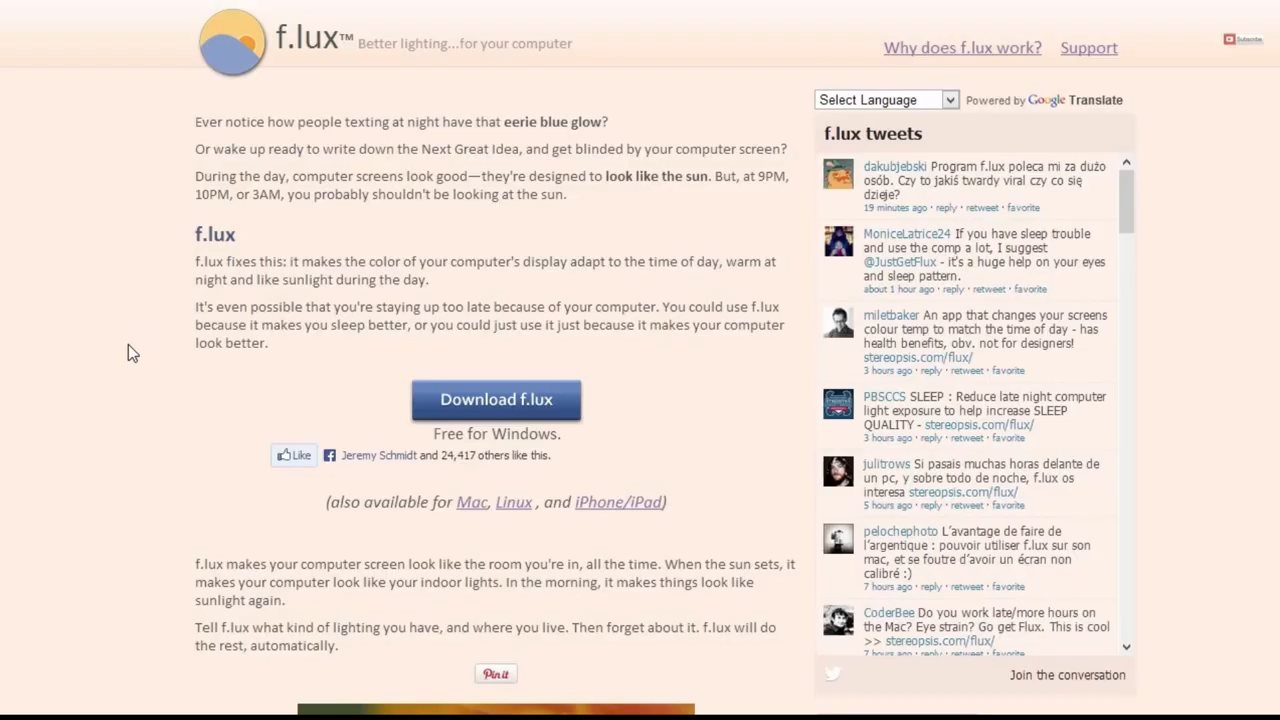 f.lux™ Better lighting...for your computer
Why does f.lux work? Support
Subscribe
Ever notice how people texting at night have that eerie blue glow?
Or wake up ready to write down the Next Great Idea, and get blinded by your computer screen?
During the day, computer screens look good—they're designed to look like the sun. But, at 9PM,
10PM, or 3AM, you probably shouldn't be looking at the sun.
f.lux
f.lux fixes this: it makes the color of your computer's display adapt to the time of day, warm at
night and like sunlight during the day.
It's even possible that you're staying up too late because of your computer. You could use f.lux
because it makes you sleep better, or you could just use it just because it makes your computer
look better.
Download f.lux
Free for Windows.
Like Jeremy Schmidt and 24,417 others like this.
(also available for Mac, Linux , and iPhone/iPad)
f.lux makes your computer screen look like the room you're in, all the time. When the sun sets, it
makes your computer look like your indoor lights. In the morning, it makes things look like
sunlight again.
Tell f.lux what kind of lighting you have, and where you live. Then forget about it. f.lux will do
the rest, automatically.
Pin it
Select Language Powered by Google Translate
f.lux tweets
dakubjebski Program f.lux poleca mi za dużo
osób. Czy to jakiś twardy viral czy co się
dzieje?
19 minutes ago · reply · retweet · favorite
MoniceLatrice24 If you have sleep trouble
and use the comp a lot, I suggest
@JustGetFlux - it's a huge help on your eyes
and sleep pattern.
about 1 hour ago · reply · retweet · favorite
miletbaker An app that changes your screens
colour temp to match the time of day - has
health benefits, obv. not for designers!
stereopsis.com/flux/
3 hours ago · reply · retweet · favorite
PBSCCS SLEEP : Reduce late night computer
light exposure to help increase SLEEP
QUALITY - stereopsis.com/flux/
3 hours ago · reply · retweet · favorite
julitrows Si pasais muchas horas delante de
un pc, y sobre todo de noche, f.lux os
interesa stereopsis.com/flux/
5 hours ago · reply · retweet · favorite
pelochephoto L'avantage de faire de
l'argentique : pouvoir utiliser f.lux sur son
mac, et se foutre d'avoir un écran non
calibré :)
7 hours ago · reply · retweet · favorite
CoderBee Do you work late/more hours on
the Mac? Eye strain? Go get Flux. This is cool
>> stereopsis.com/flux/
7 hours ago · reply · retweet · favorite
Join the conversation